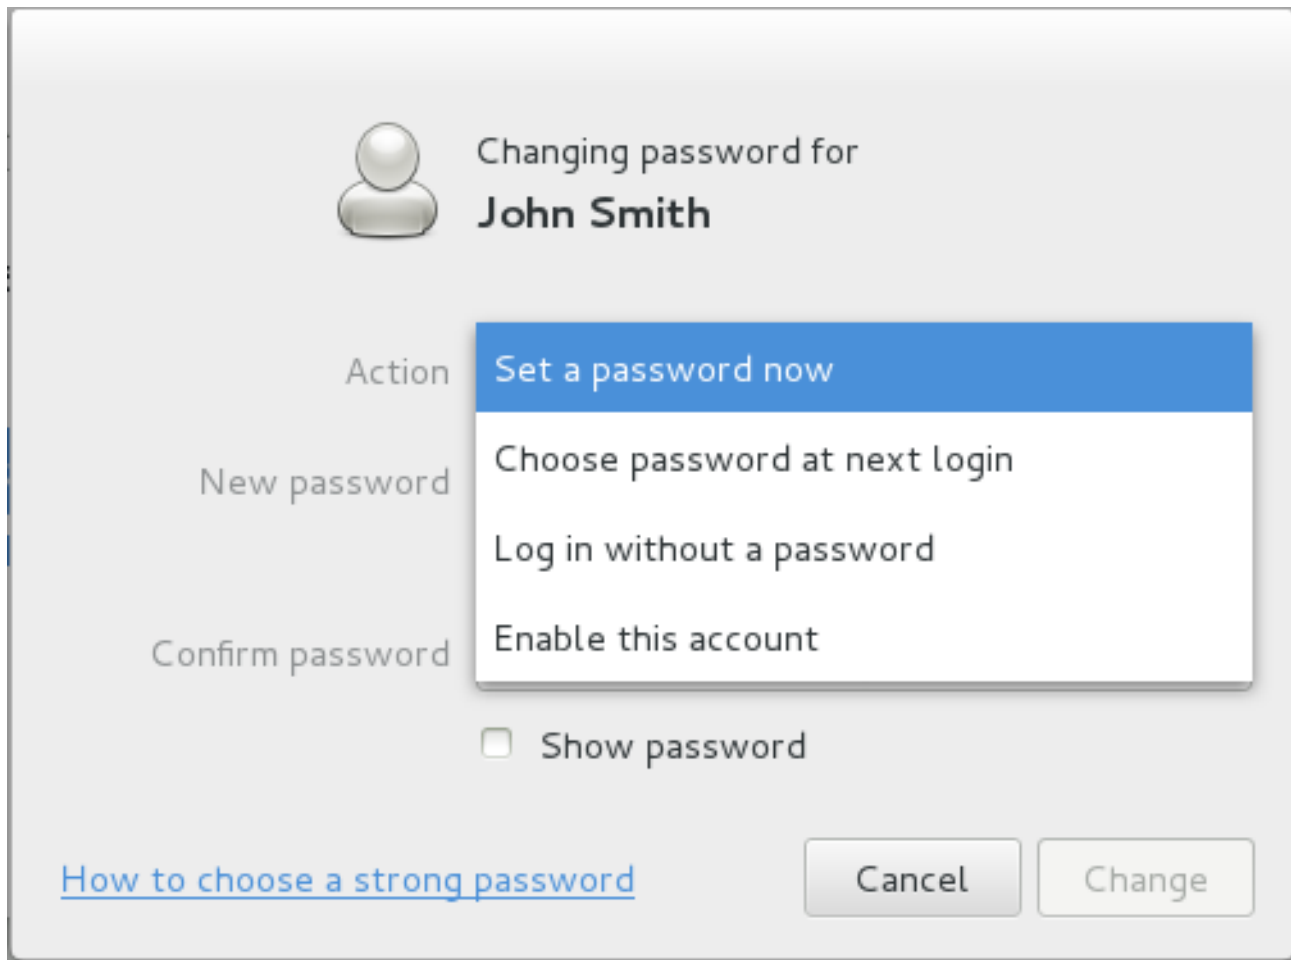 Changing password for
John Smith
Action
Set a password now
Choose password at next login
New password
Log in without a password
Enable this account
Confirm password
Show password
How to choose a strong password
Cancel
Change